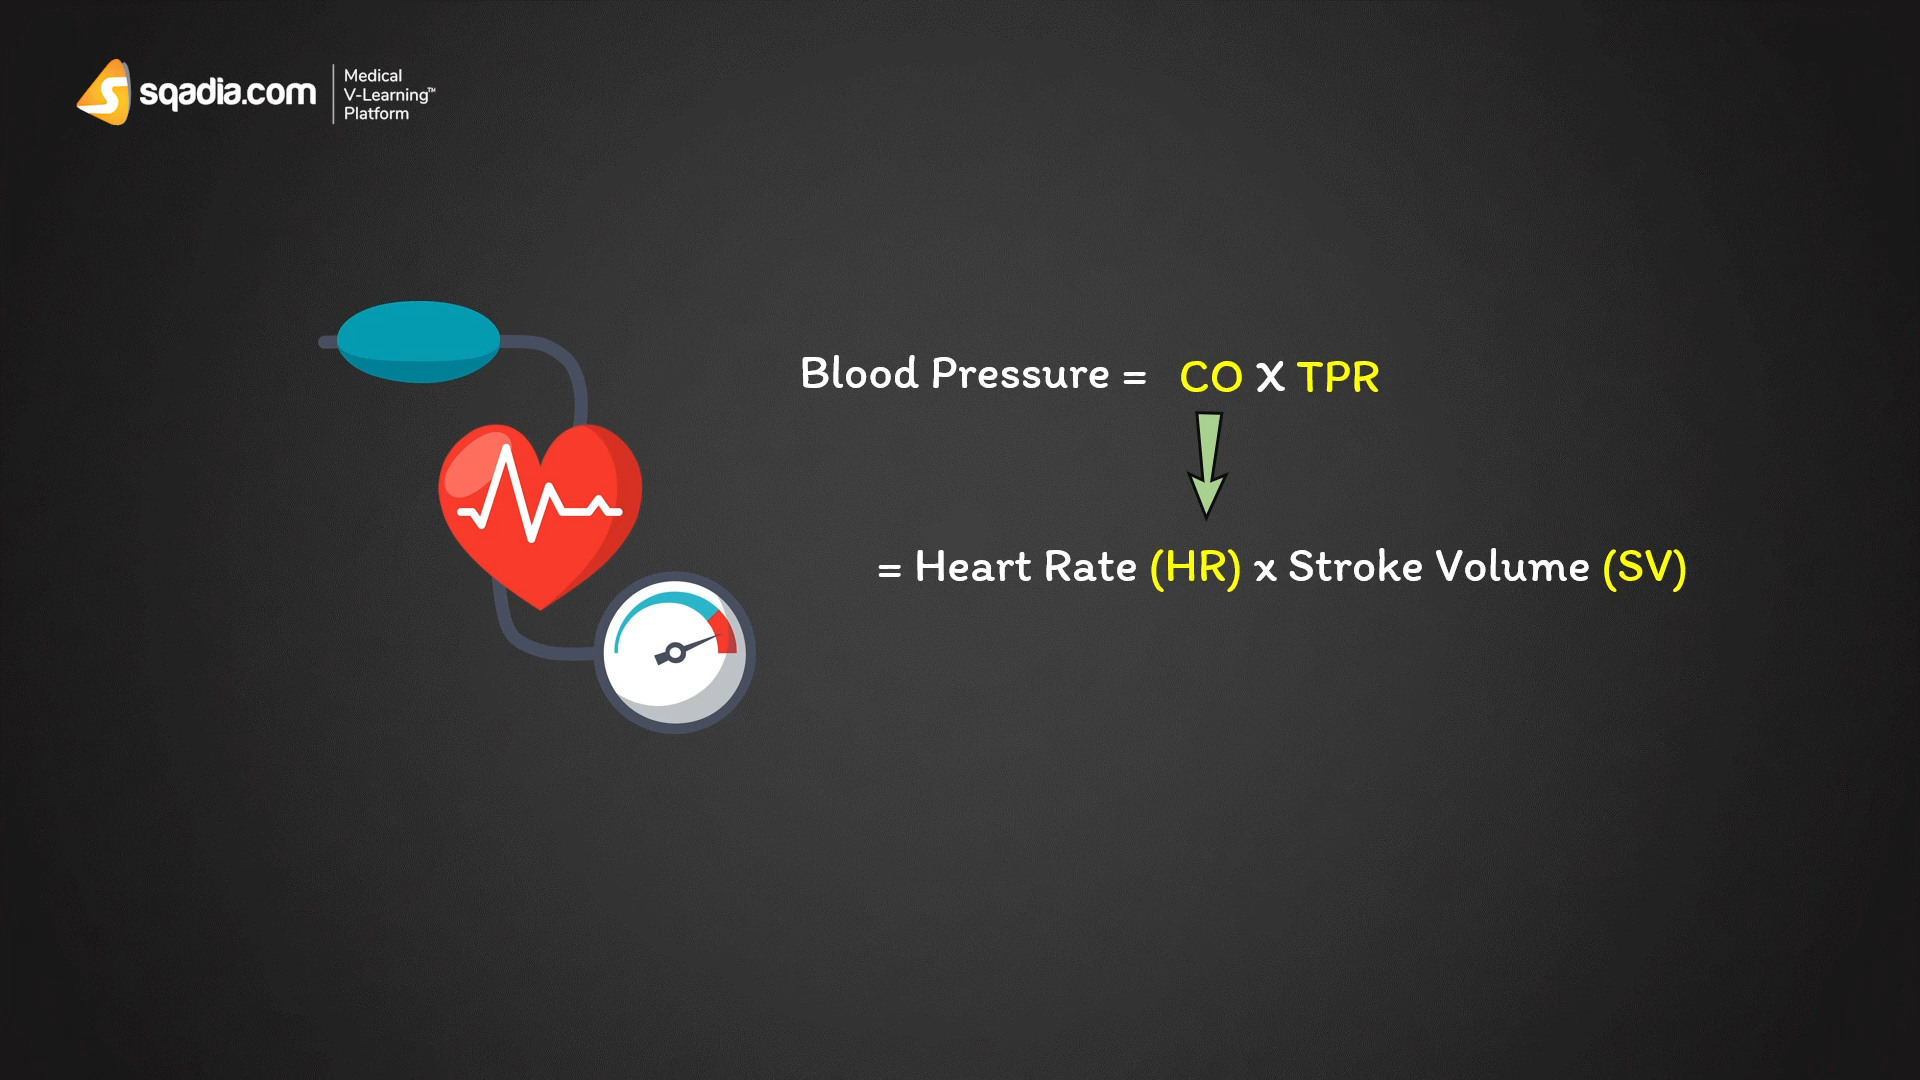 sqadia.com
Medical
V-Learning™
Platform
Blood Pressure = CO X TPR
= Heart Rate (HR) x Stroke Volume (SV)